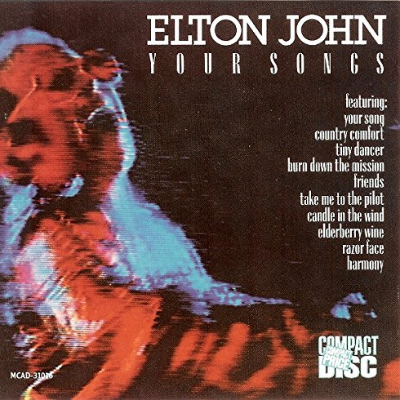 ELTON JOHN
YOUR SONGS
featuring:
your song
country comfort
tiny dancer
burn down the mission
friends
take me to the pilot
candle in the wind
elderberry wine
razor face
harmony
COMPACT
DISC
MCAD-31016